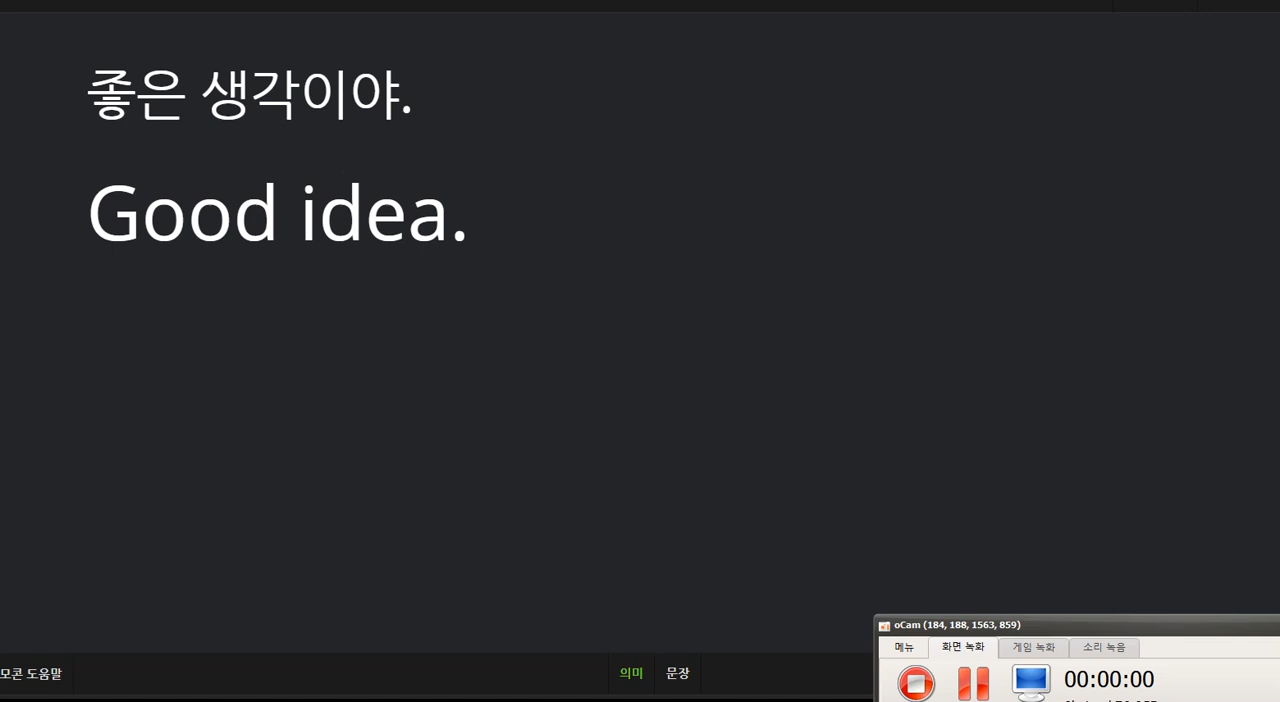 좋은 생각이야.
Good idea.
모콘 도움말
의미
문장
oCam (184, 188, 1563, 859)
메뉴
화면 녹화
게임 녹화
소리 녹음
00:00:00